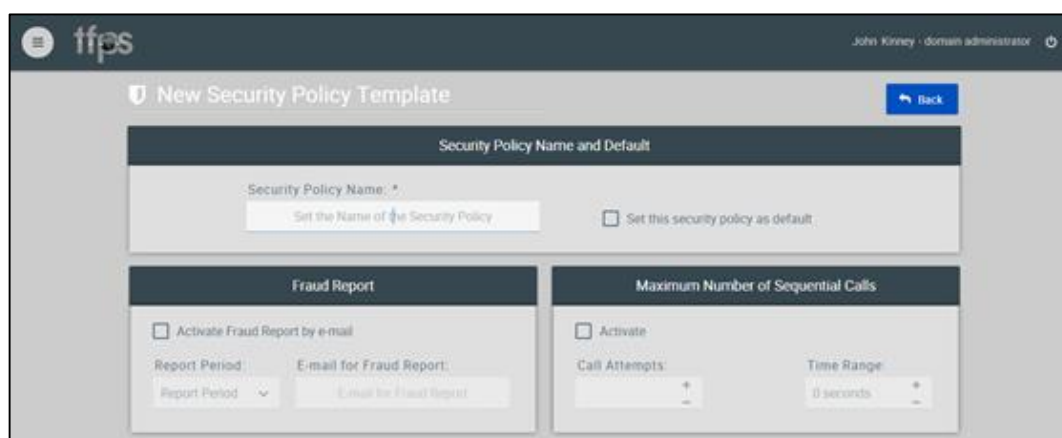 tfps
John Kinney - domain administrator
New Security Policy Template
Back
Security Policy Name and Default
Security Policy Name: *
Set the Name of the Security Policy
Set this security policy as default
Fraud Report
Activate Fraud Report by e-mail
Report Period:
E-mail for Fraud Report:
Report Period
E-mail for Fraud Report
Maximum Number of Sequential Calls
Activate
Call Attempts:
Time Range:
0 seconds